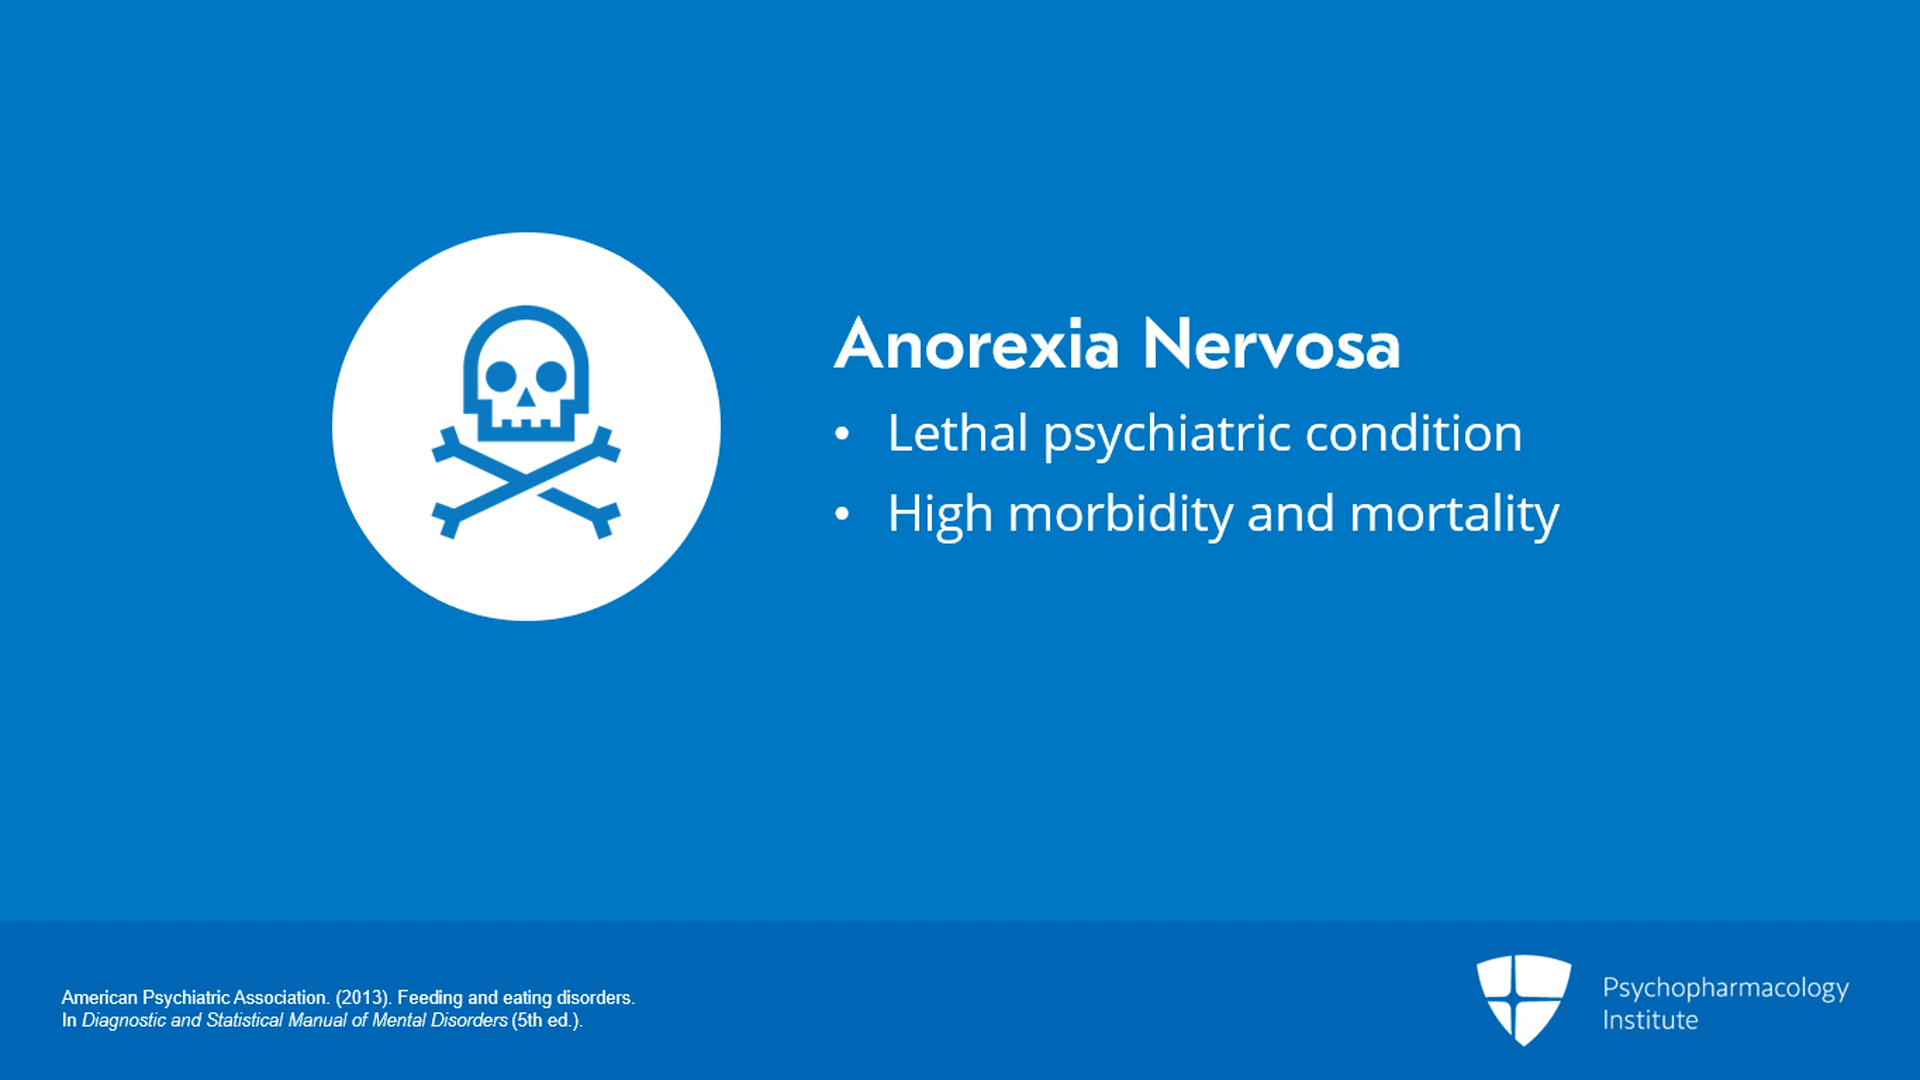 Anorexia Nervosa
• Lethal psychiatric condition
• High morbidity and mortality
American Psychiatric Association. (2013). Feeding and eating disorders.
In Diagnostic and Statistical Manual of Mental Disorders (5th ed.).
Psychopharmacology
Institute